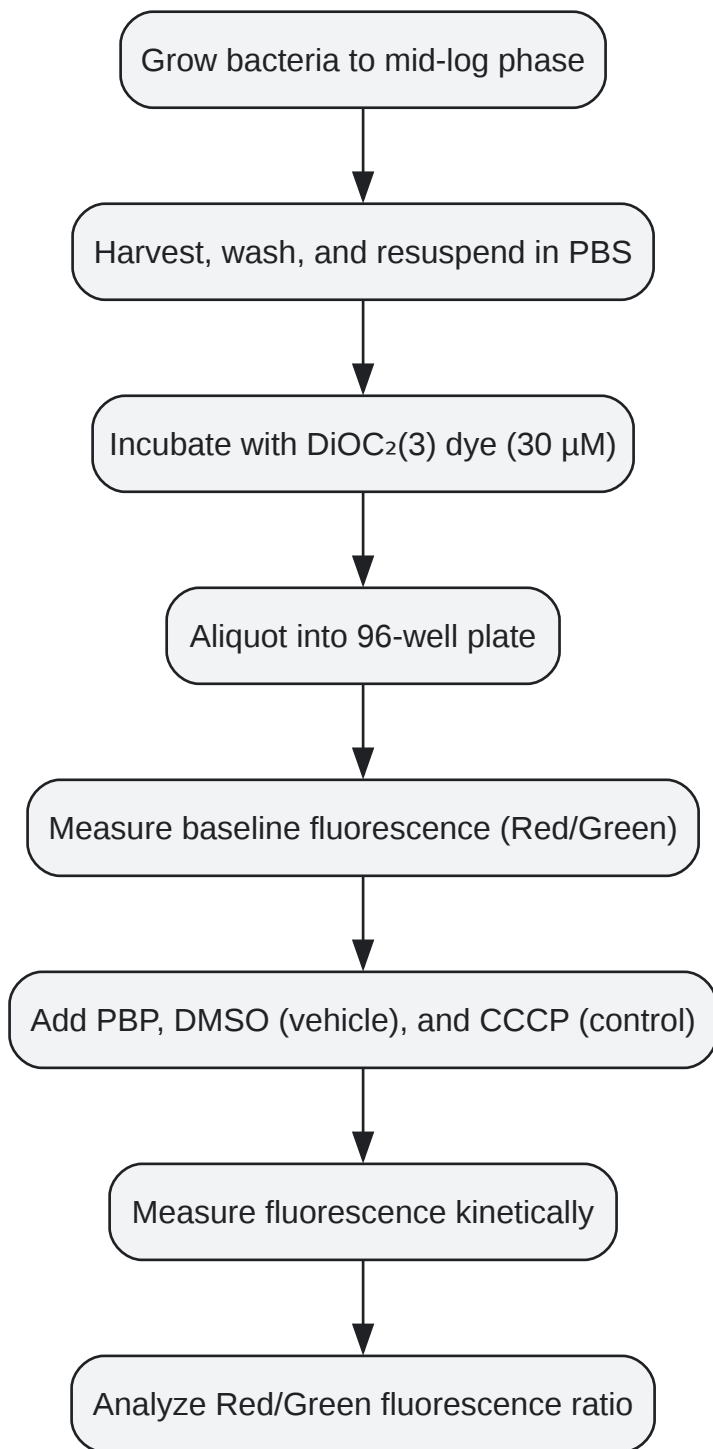 Grow bacteria to mid-log phase
Harvest, wash, and resuspend in PBS
Incubate with DiOC₂(3) dye (30 µM)
Aliquot into 96-well plate
Measure baseline fluorescence (Red/Green)
Add PBP, DMSO (vehicle), and CCCP (control)
Measure fluorescence kinetically
Analyze Red/Green fluorescence ratio